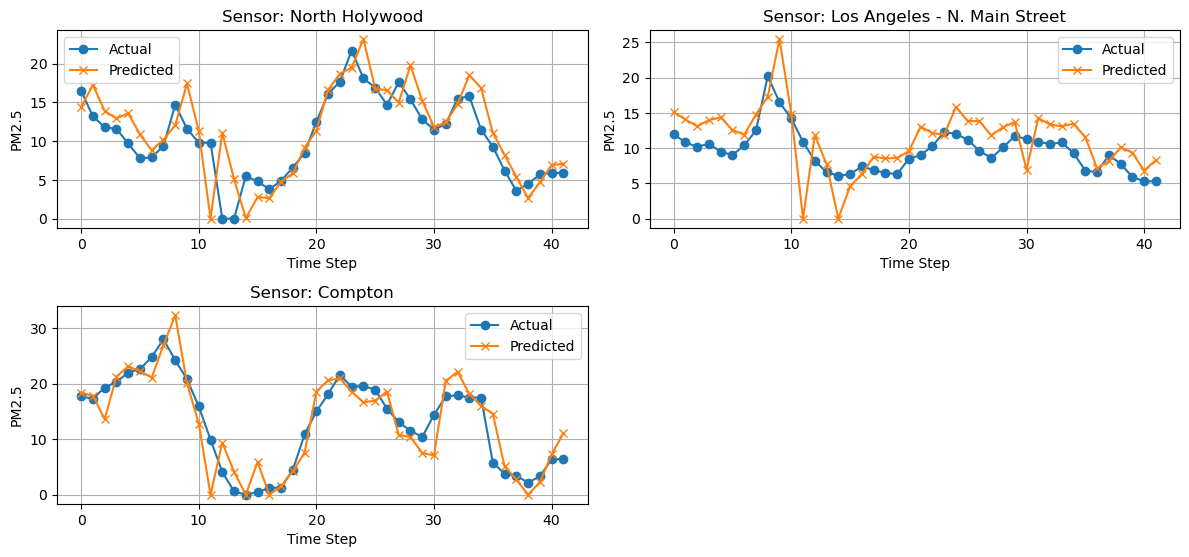 Sensor: North Holywood
Actual
Predicted
PM2.5
20
15
10
5
0
0 10 20 30 40
Time Step
Sensor: Los Angeles - N. Main Street
Actual
Predicted
PM2.5
25
20
15
10
5
0
0 10 20 30 40
Time Step
Sensor: Compton
Actual
Predicted
PM2.5
30
20
10
0
0 10 20 30 40
Time Step